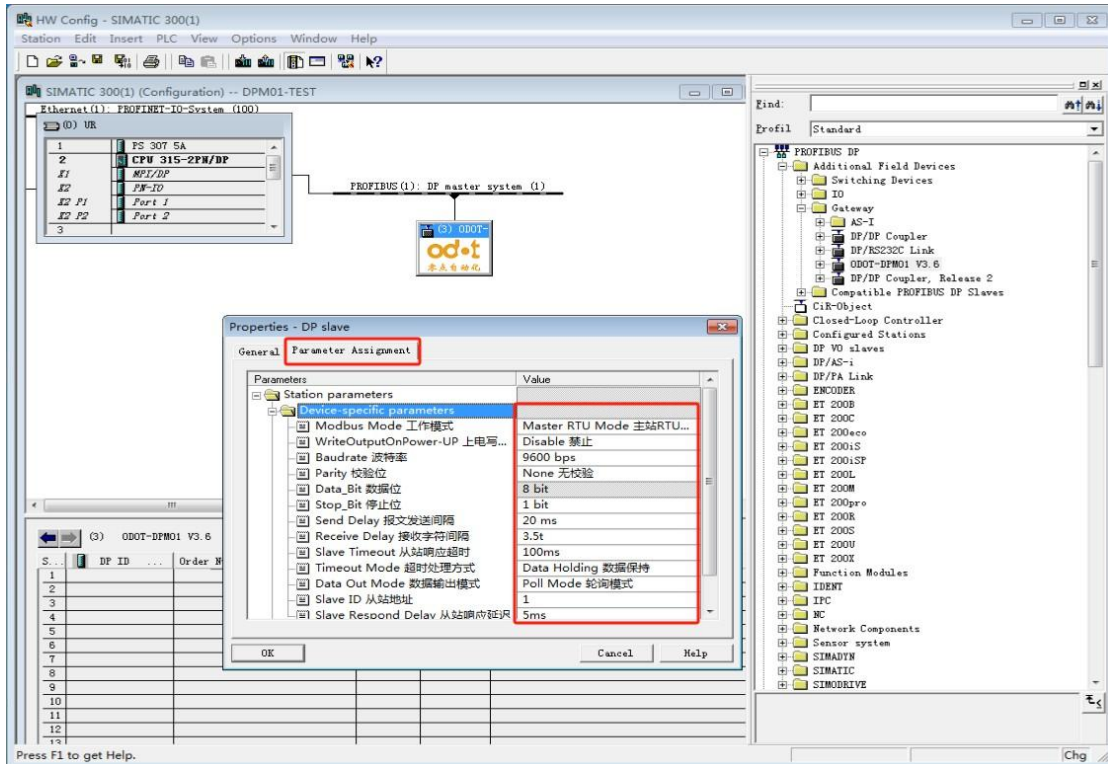 HW Config - SIMATIC 300(1)
Station Edit Insert PLC View Options Window Help
SIMATIC 300(1) (Configuration) -- DPM01-TEST
Ethernet(1): PROFINET-IO-System (100)
(0) UR
1 PS 307 5A
2 CPU 315-2PN/DP
X1 MPI/DP
X2 PN-IO
X2 P1 Port 1
X2 P2 Port 2
3
PROFIBUS(1): DP master system (1)
(3) ODOT-
od•t
零点自动化
Properties - DP slave
General Parameter Assignment
Parameters Value
Station parameters
Device-specific parameters
Modbus Mode 工作模式 Master RTU Mode 主站RTU...
WriteOutputOnPower-UP 上电写... Disable 禁止
Baudrate 波特率 9600 bps
Parity 校验位 None 无校验
Data_Bit 数据位 8 bit
Stop_Bit 停止位 1 bit
Send Delay 报文发送间隔 20 ms
Receive Delay 接收字符间隔 3.5t
Slave Timeout 从站响应超时 100ms
Timeout Mode 超时处理方式 Data Holding 数据保持
Data Out Mode 数据输出模式 Poll Mode 轮询模式
Slave ID 从站地址 1
Slave Respond Delay 从站响应延迟 5ms
OK Cancel Help
(3) ODOT-DPM01 V3.6
S... DP ID ... Order N
1
2
3
4
5
6
7
8
9
10
11
12
13
Find:
Profil Standard
PROFIBUS DP
Additional Field Devices
Switching Devices
IO
Gateway
AS-I
DP/DP Coupler
DP/RS232C Link
ODOT-DPM01 V3.6
DP/DP Coupler, Release 2
Compatible PROFIBUS DP Slaves
CiR-Object
Closed-Loop Controller
Configured Stations
DP V0 slaves
DP/AS-i
DP/PA Link
ENCODER
ET 200B
ET 200C
ET 200eco
ET 200iS
ET 200iSP
ET 200L
ET 200M
ET 200pro
ET 200R
ET 200S
ET 200U
ET 200X
Function Modules
IDENT
IPC
NC
Network Components
Sensor system
SIMADYN
SIMATIC
SIMODRIVE
Press F1 to get Help.
Chg